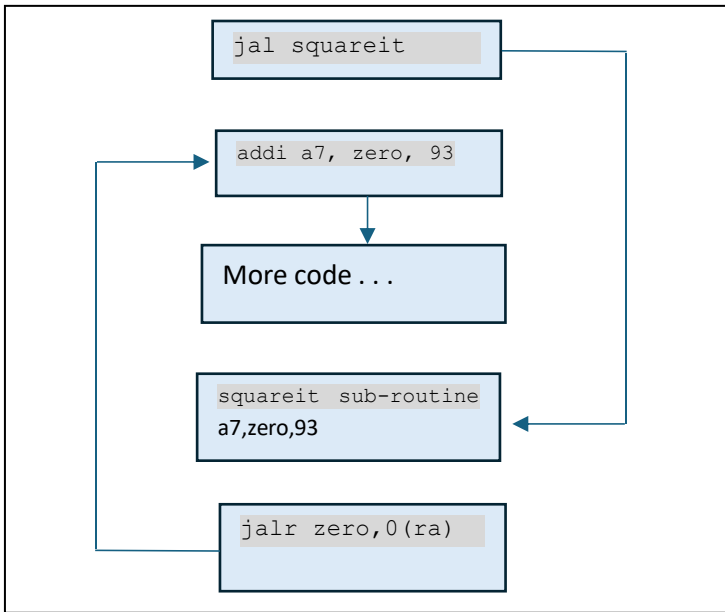 jal squareit
addi a7, zero, 93
More code . . .
squareit sub-routine
a7,zero,93
jalr zero,0(ra)